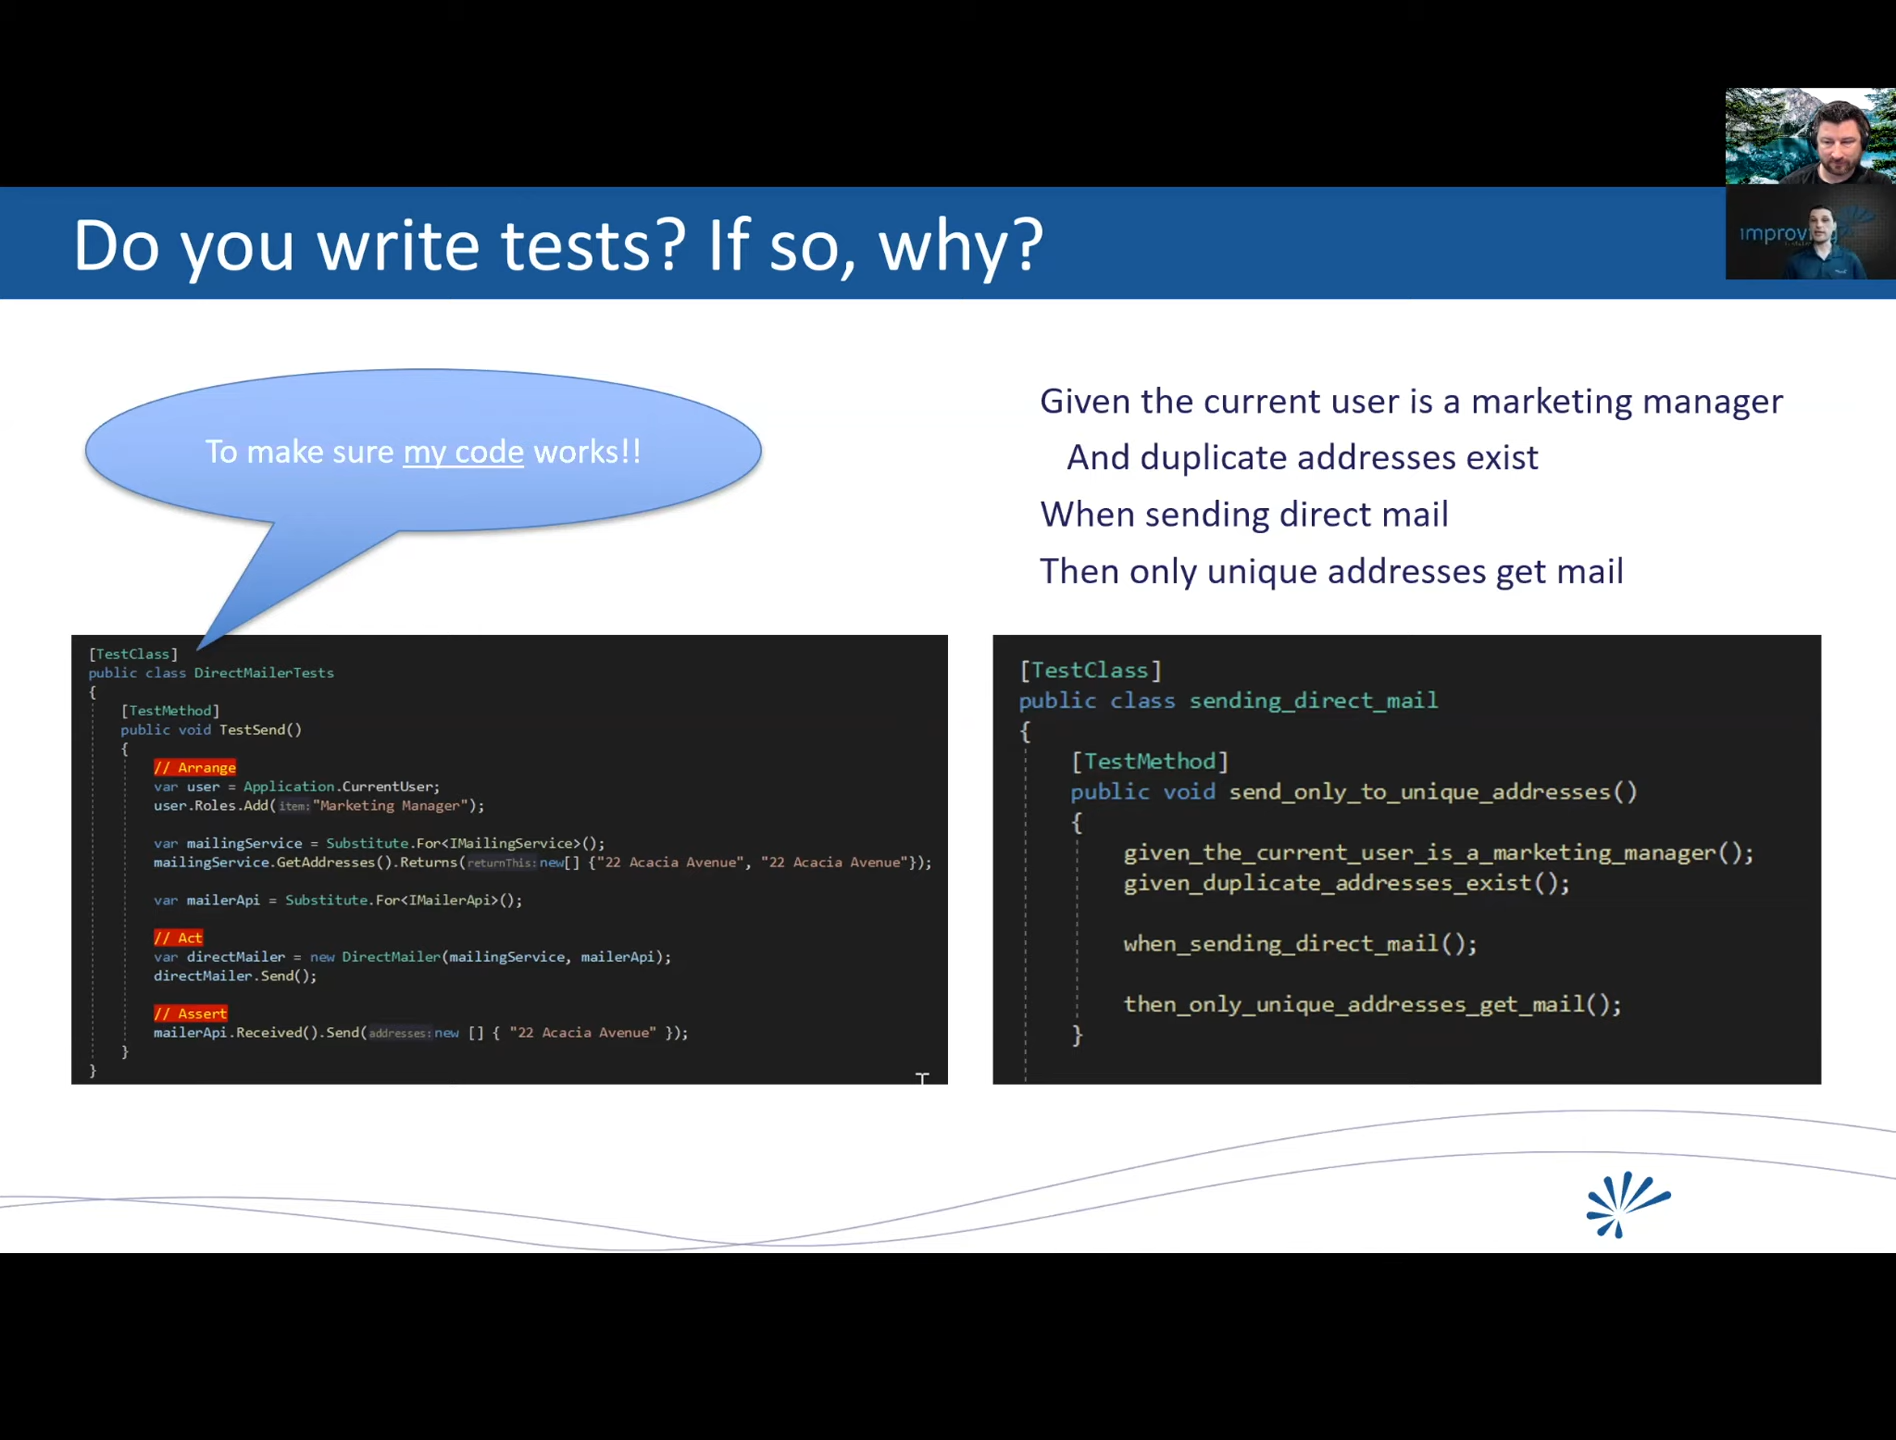 Do you write tests? If so, why?
To make sure my code works!!
[TestClass]
public class DirectMailerTests
{
[TestMethod]
public void TestSend()
{
// Arrange
var user = Application.CurrentUser;
user.Roles.Add(item:"Marketing Manager");
var mailingService = Substitute.For<IMailingService>();
mailingService.GetAddresses().Returns(returnThis:new[] {"22 Acacia Avenue", "22 Acacia Avenue"});
var mailerApi = Substitute.For<IMailerApi>();
// Act
var directMailer = new DirectMailer(mailingService, mailerApi);
directMailer.Send();
// Assert
mailerApi.Received().Send(addresses:new [] { "22 Acacia Avenue" });
}
}
Given the current user is a marketing manager
And duplicate addresses exist
When sending direct mail
Then only unique addresses get mail
[TestClass]
public class sending_direct_mail
{
[TestMethod]
public void send_only_to_unique_addresses()
{
given_the_current_user_is_a_marketing_manager();
given_duplicate_addresses_exist();
when_sending_direct_mail();
then_only_unique_addresses_get_mail();
}